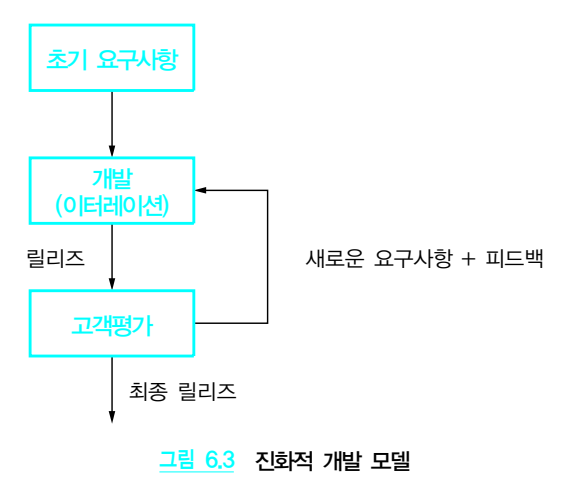 초기 요구사항
개발
(이터레이션)
릴리즈
새로운 요구사항 + 피드백
고객평가
최종 릴리즈
그림 6.3 진화적 개발 모델